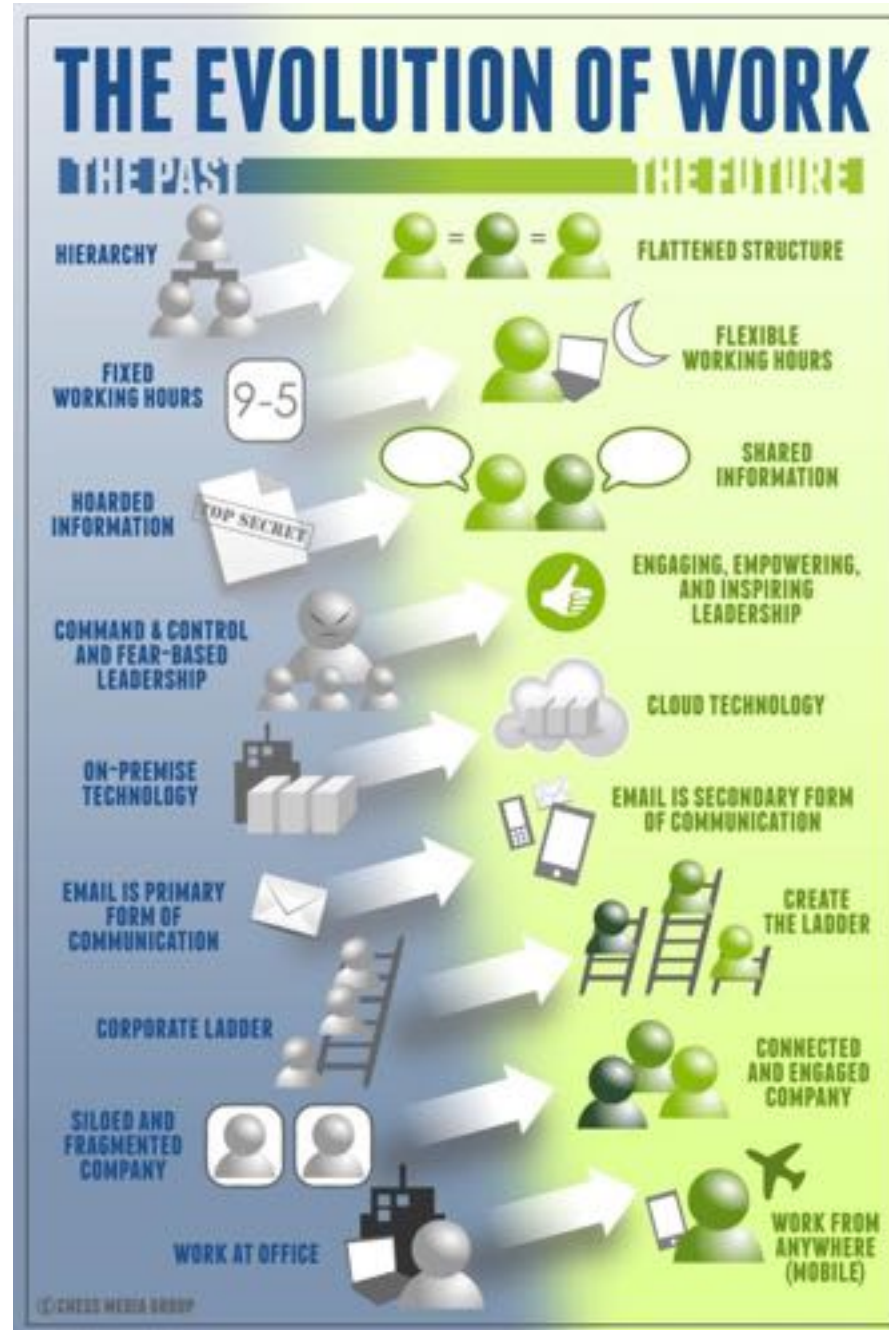 THE EVOLUTION OF WORK
THE PAST
THE FUTURE
HIERARCHY
FLATTENED STRUCTURE
FIXED
WORKING HOURS
9-5
FLEXIBLE
WORKING HOURS
HOARDED
INFORMATION
TOP SECRET
SHARED
INFORMATION
COMMAND & CONTROL
AND FEAR-BASED
LEADERSHIP
ENGAGING, EMPOWERING,
AND INSPIRING
LEADERSHIP
ON-PREMISE
TECHNOLOGY
CLOUD TECHNOLOGY
EMAIL IS PRIMARY
FORM OF
COMMUNICATION
EMAIL IS SECONDARY FORM
OF COMMUNICATION
CORPORATE LADDER
CREATE
THE LADDER
SILOED AND
FRAGMENTED
COMPANY
CONNECTED
AND ENGAGED
COMPANY
WORK AT OFFICE
WORK FROM
ANYWHERE
(MOBILE)
© CHESS MEDIA GROUP